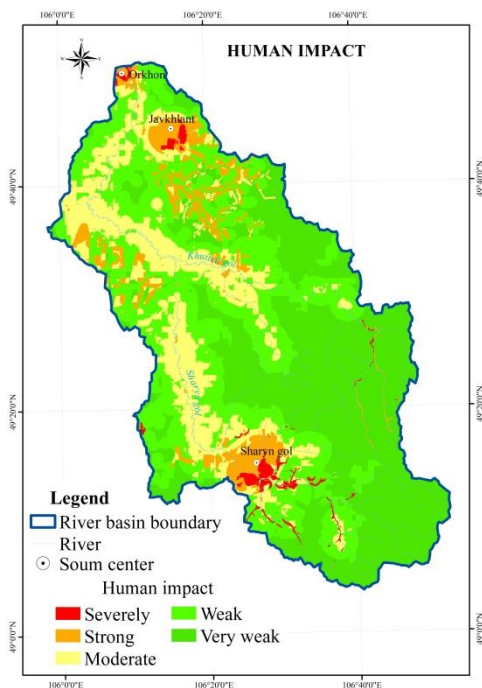 106°0'0"E 106°20'0"E 106°40'0"E
HUMAN IMPACT
Orkhon
Javkhlant
49°40'0"N 49°40'0"N
Khuitun gol
Sharyn gol
49°20'0"N 49°20'0"N
Sharyn gol
Legend
River basin boundary
River
Soum center
Human impact
Severely Weak
Strong Very weak
Moderate
49°0'0"N 49°0'0"N
106°0'0"E 106°20'0"E 106°40'0"E